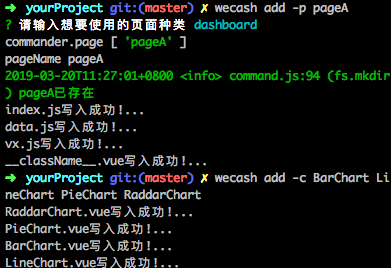 ➜ yourProject git:(master) ✗ wecash add -p pageA
? 请输入想要使用的页面种类 dashboard
commander.page [ 'pageA' ]
pageName pageA
2019-03-20T11:27:01+0800 <info> command.js:94 (fs.mkdir
) pageA已存在
index.js写入成功!...
data.js写入成功!...
vx.js写入成功!...
__className__.vue写入成功!...
➜ yourProject git:(master) ✗ wecash add -c BarChart Li
neChart PieChart RaddarChart
RaddarChart.vue写入成功!...
PieChart.vue写入成功!...
BarChart.vue写入成功!...
LineChart.vue写入成功!...